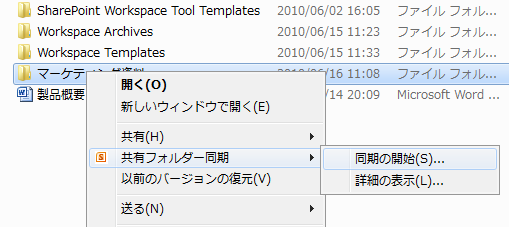 SharePoint Workspace Tool Templates 2010/06/02 16:05 ファイル フォル...
Workspace Archives 2010/06/15 11:23 ファイル フォル...
Workspace Templates 2010/06/15 11:33 ファイル フォル...
マーケティング資料 2010/06/16 11:08 ファイル フォル...
製品概要 /14 20:09 Microsoft Word ...
開く(O)
新しいウィンドウで開く(E)
共有(H)
共有フォルダー同期
以前のバージョンの復元(V)
送る(N)
同期の開始(S)...
詳細の表示(L)...